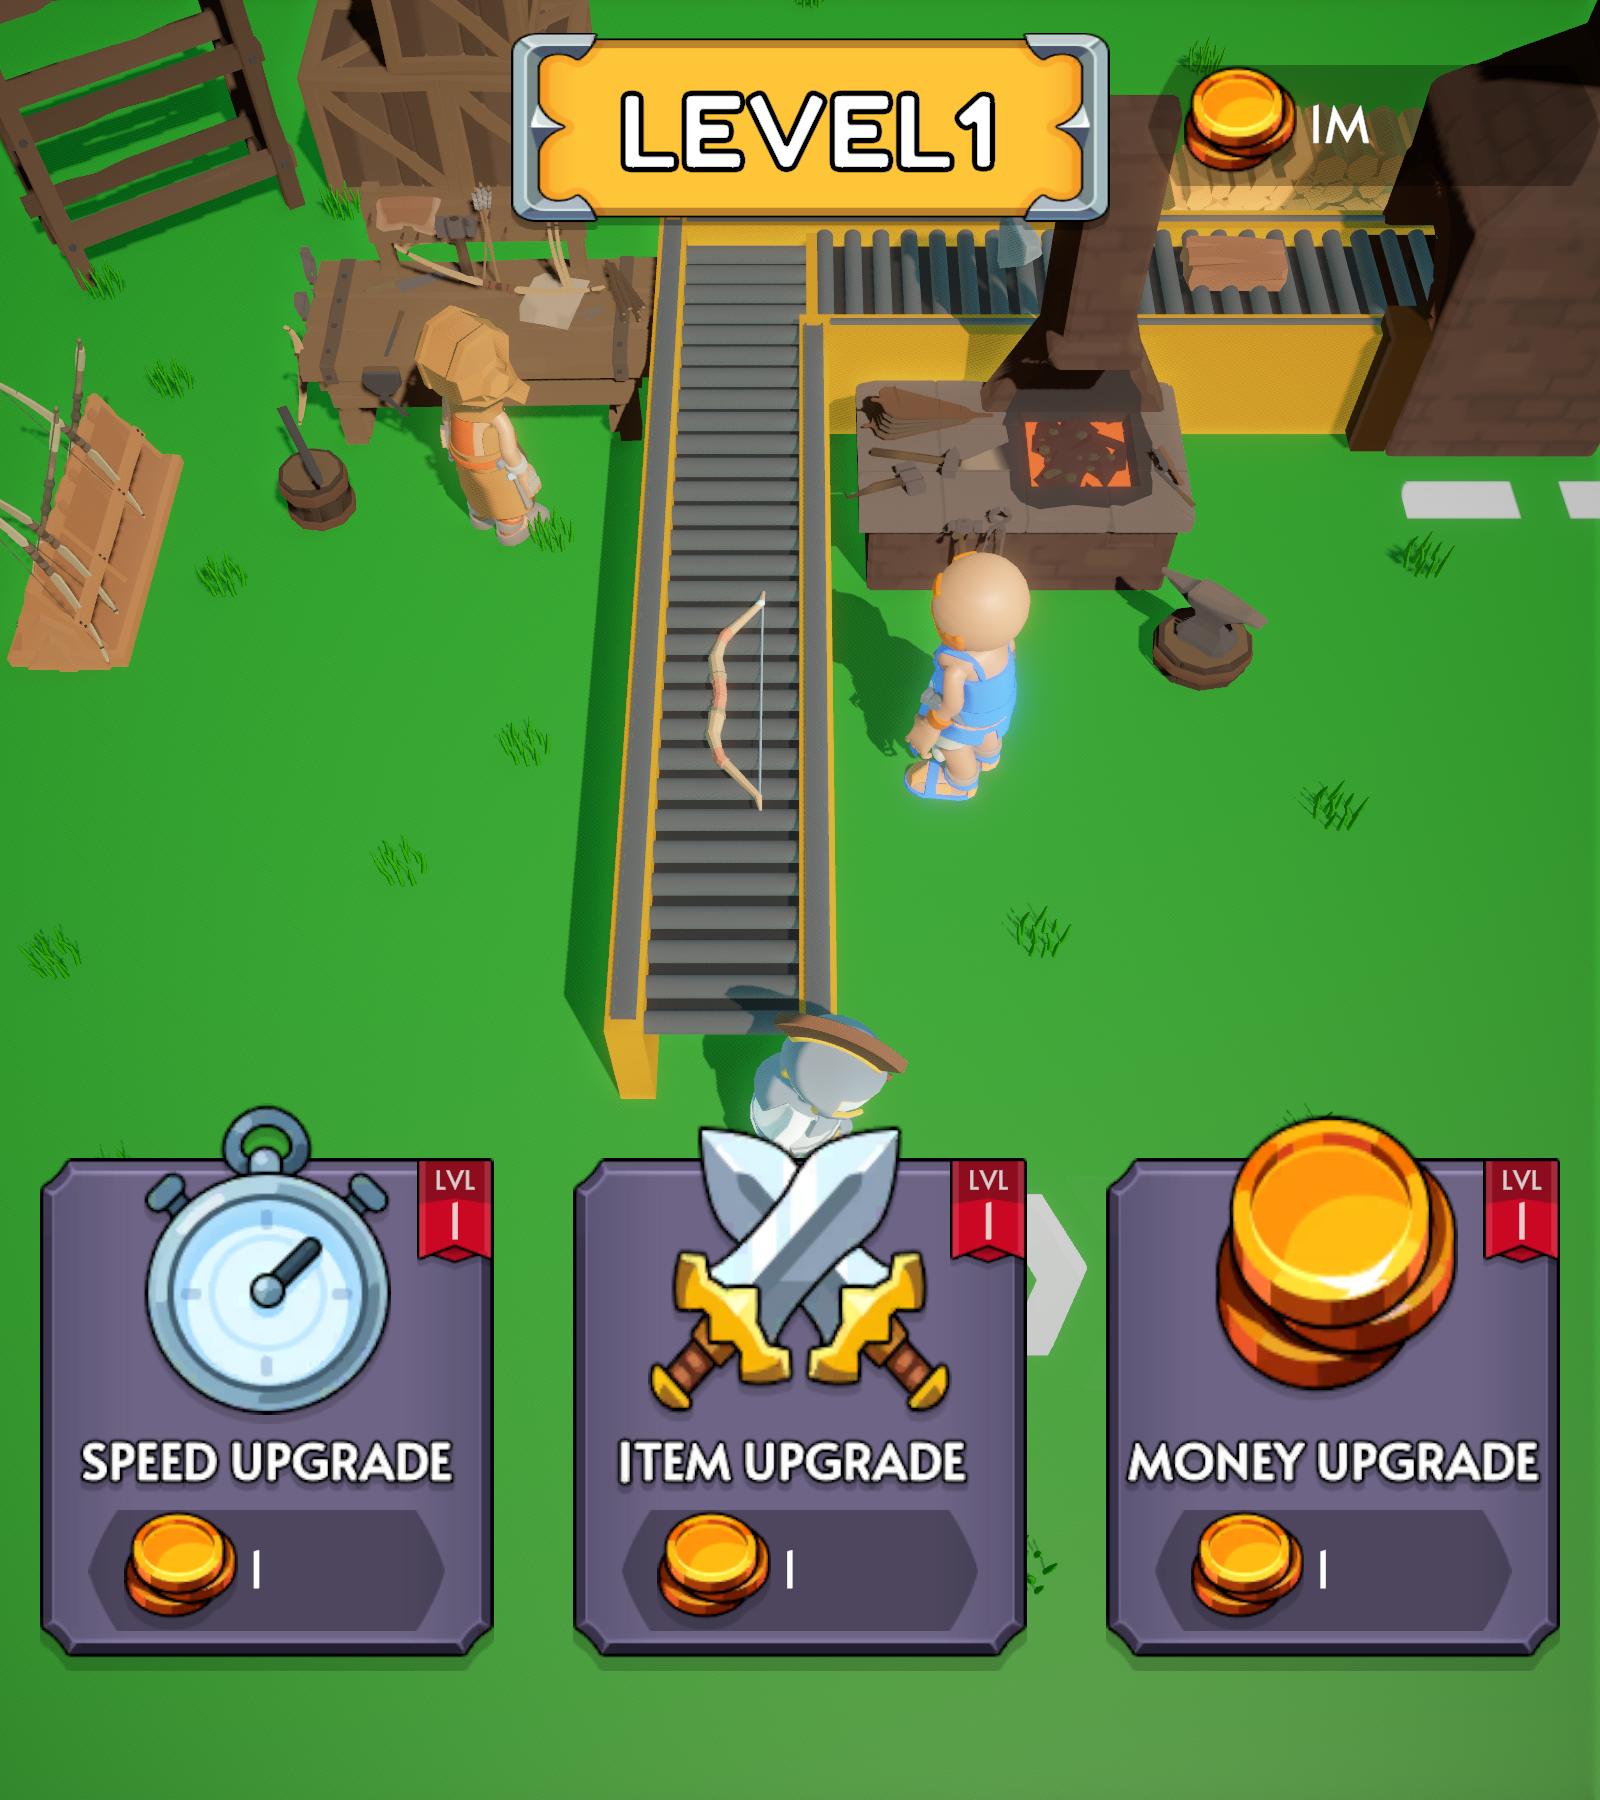 LEVEL1
1M
LVL
1
LVL
1
LVL
1
SPEED UPGRADE
ITEM UPGRADE
MONEY UPGRADE
1
1
1